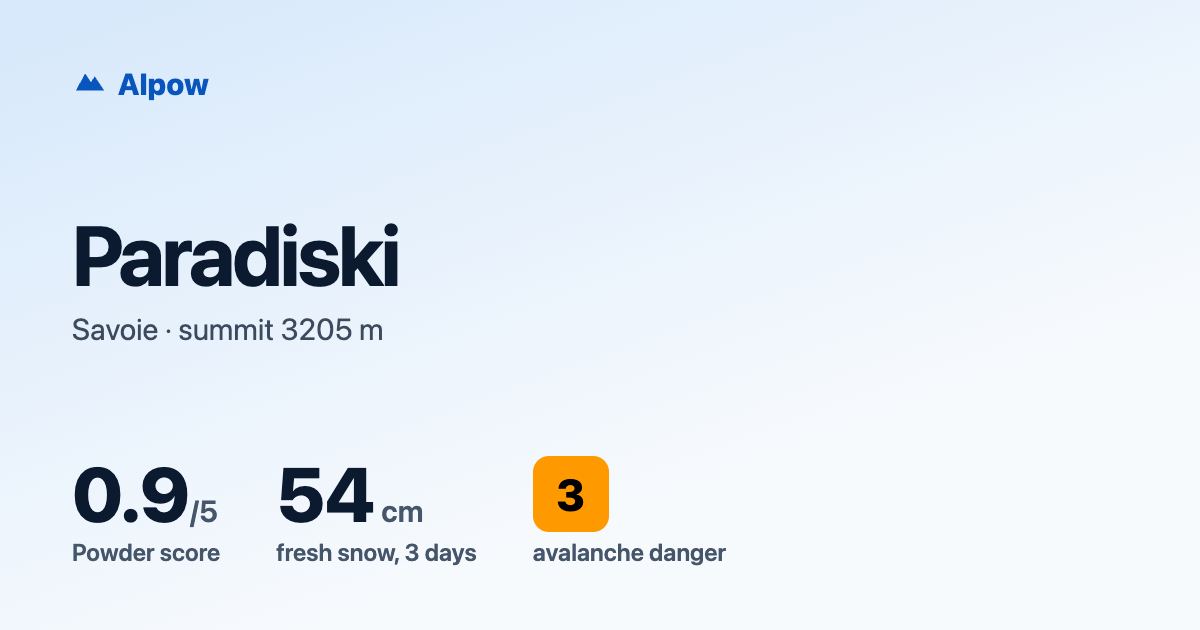 Alpow
Paradiski
Savoie · summit 3205 m
0.9/5 54 cm 3
Powder score fresh snow, 3 days avalanche danger